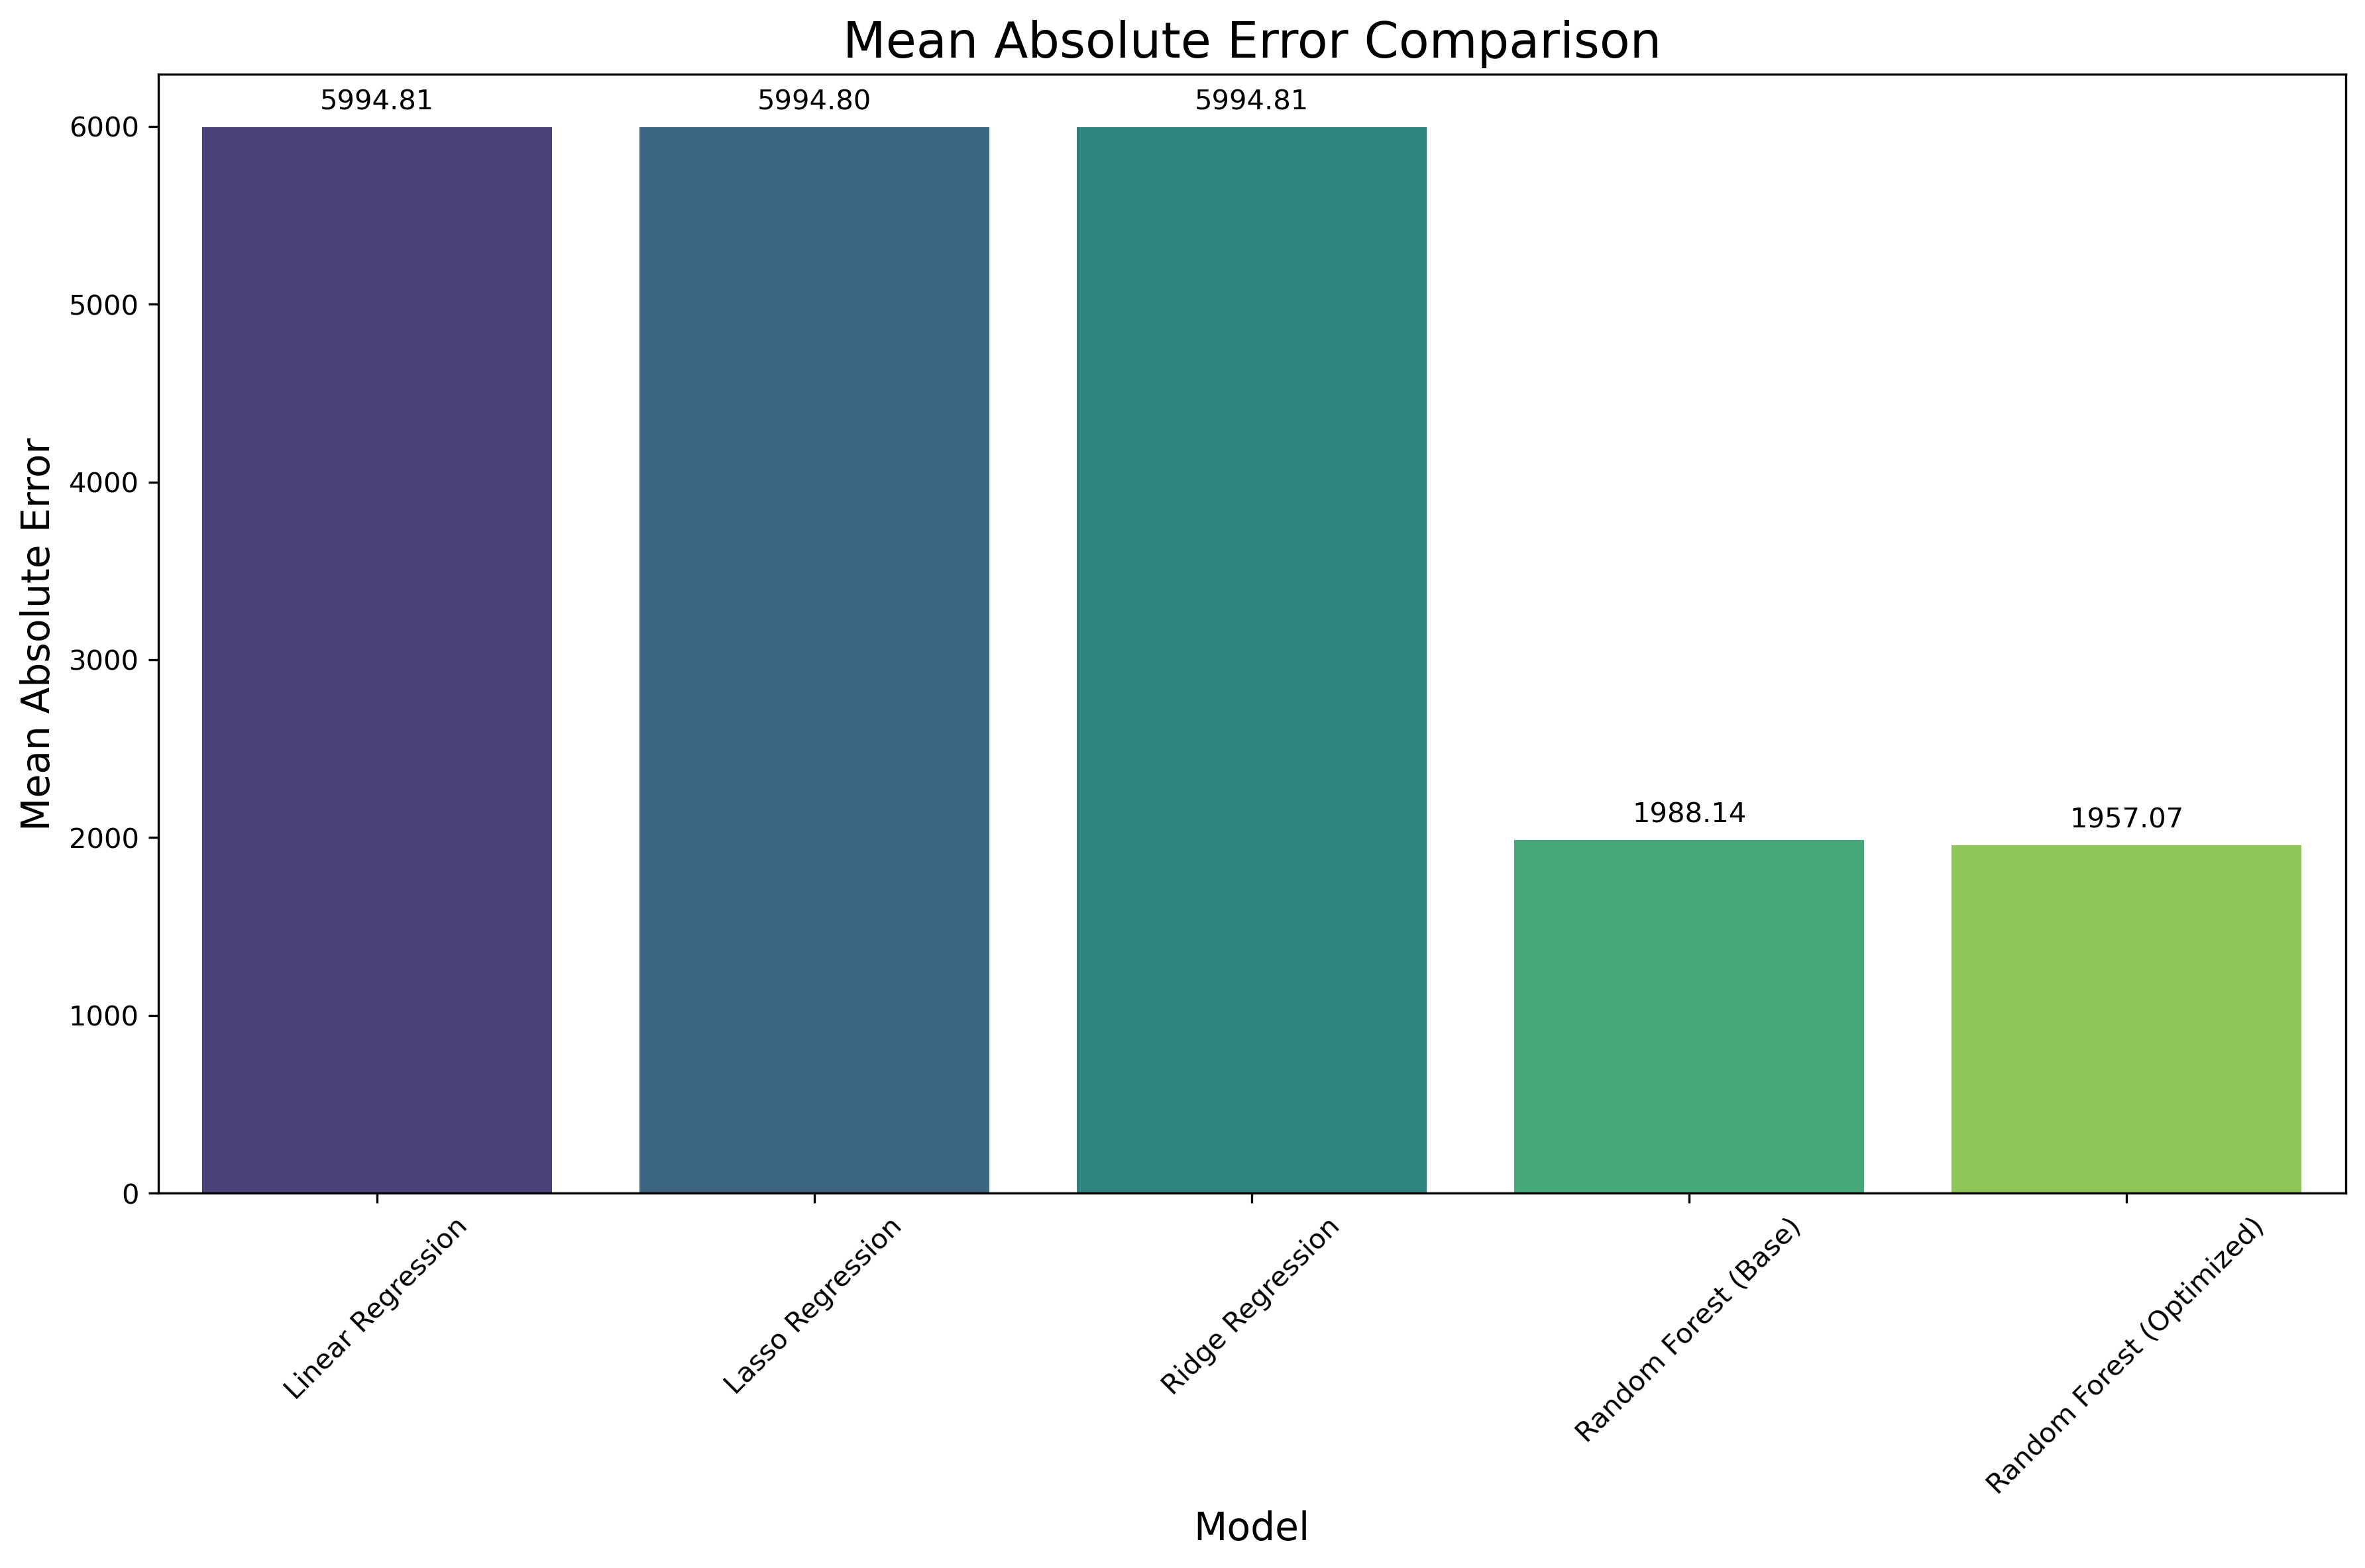 Mean Absolute Error Comparison
5994.81
5994.80
5994.81
1988.14
1957.07
Mean Absolute Error
6000
5000
4000
3000
2000
1000
0
Linear Regression
Lasso Regression
Ridge Regression
Random Forest (Base)
Random Forest (Optimized)
Model